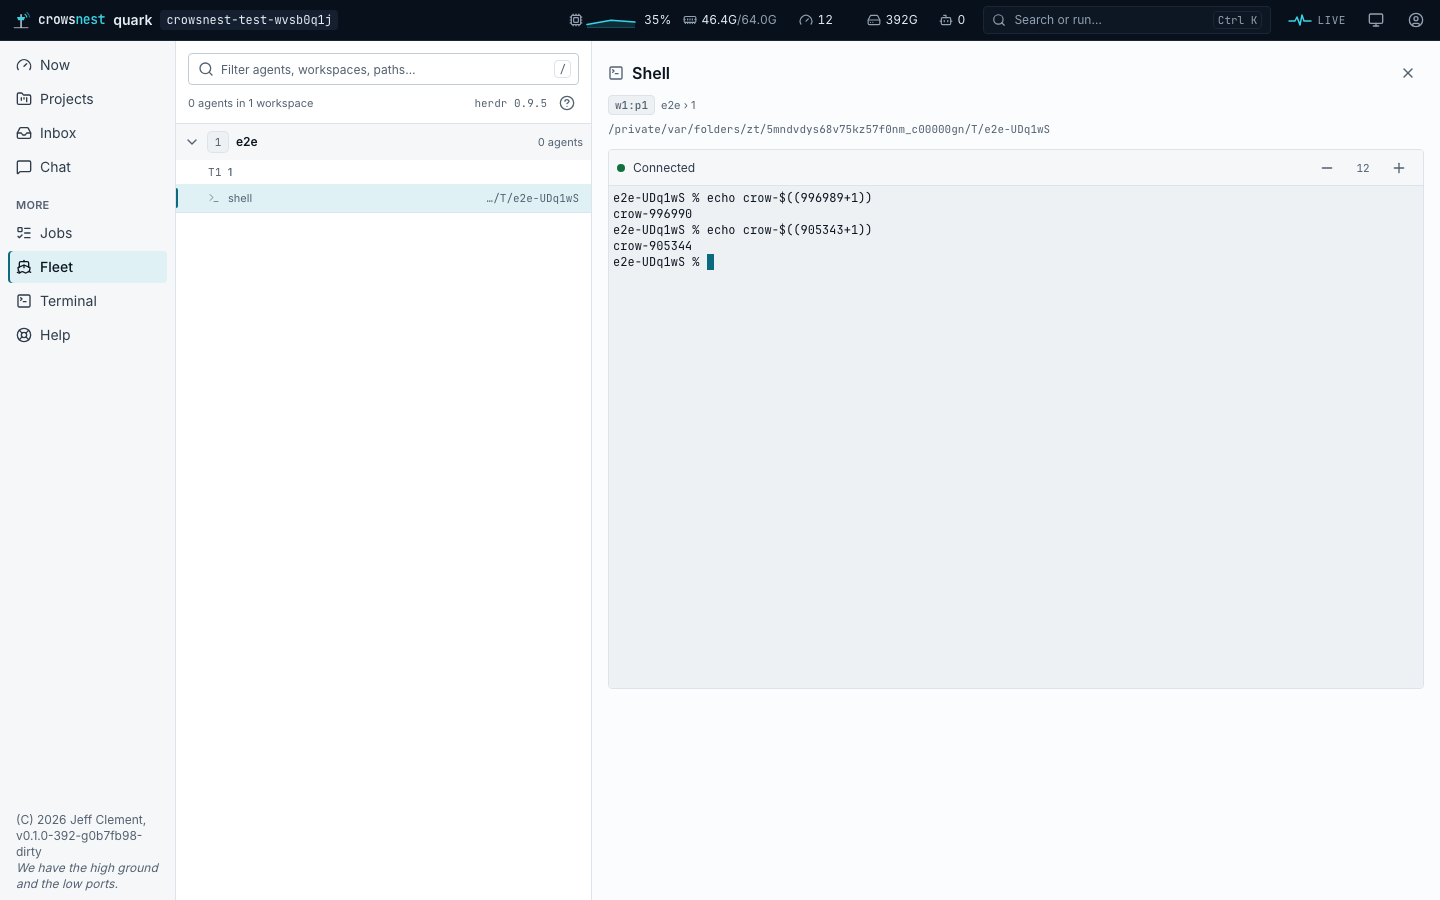 crowsnest quark crowsnest-test-wvsb0q1j 35% 46.4G/64.0G 12 392G 0 Search or run... Ctrl K LIVE
Now
Projects
Inbox
Chat
MORE
Jobs
Fleet
Terminal
Help
(C) 2026 Jeff Clement,
v0.1.0-392-g0b7fb98-
dirty
We have the high ground
and the low ports.
Filter agents, workspaces, paths... /
0 agents in 1 workspace herdr 0.9.5
1 e2e 0 agents
T1 1
shell …/T/e2e-UDq1wS
Shell
w1:p1 e2e › 1
/private/var/folders/zt/5mndvdys68v75kz57f0nm_c00000gn/T/e2e-UDq1wS
Connected 12
e2e-UDq1wS % echo crow-$((996989+1))
crow-996990
e2e-UDq1wS % echo crow-$((905343+1))
crow-905344
e2e-UDq1wS %